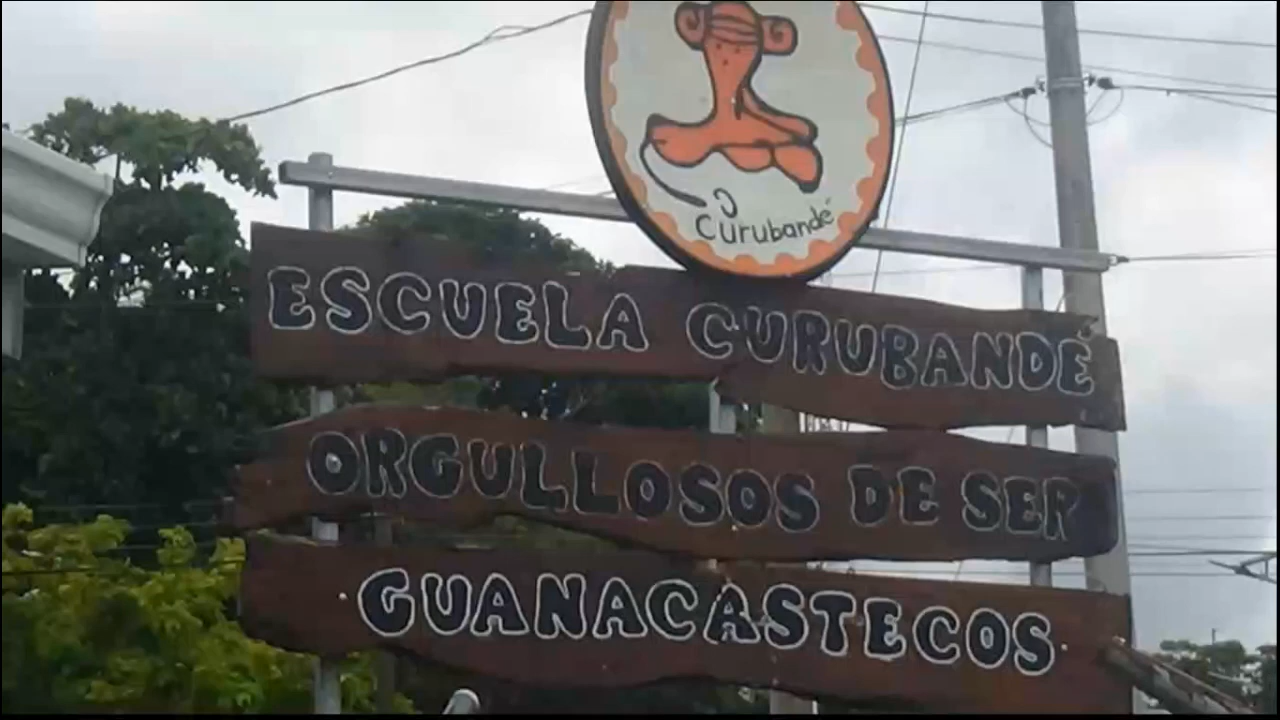 Curubandé
ESCUELA CURUBANDÉ
ORGULLOSOS DE SER
GUANACASTECOS